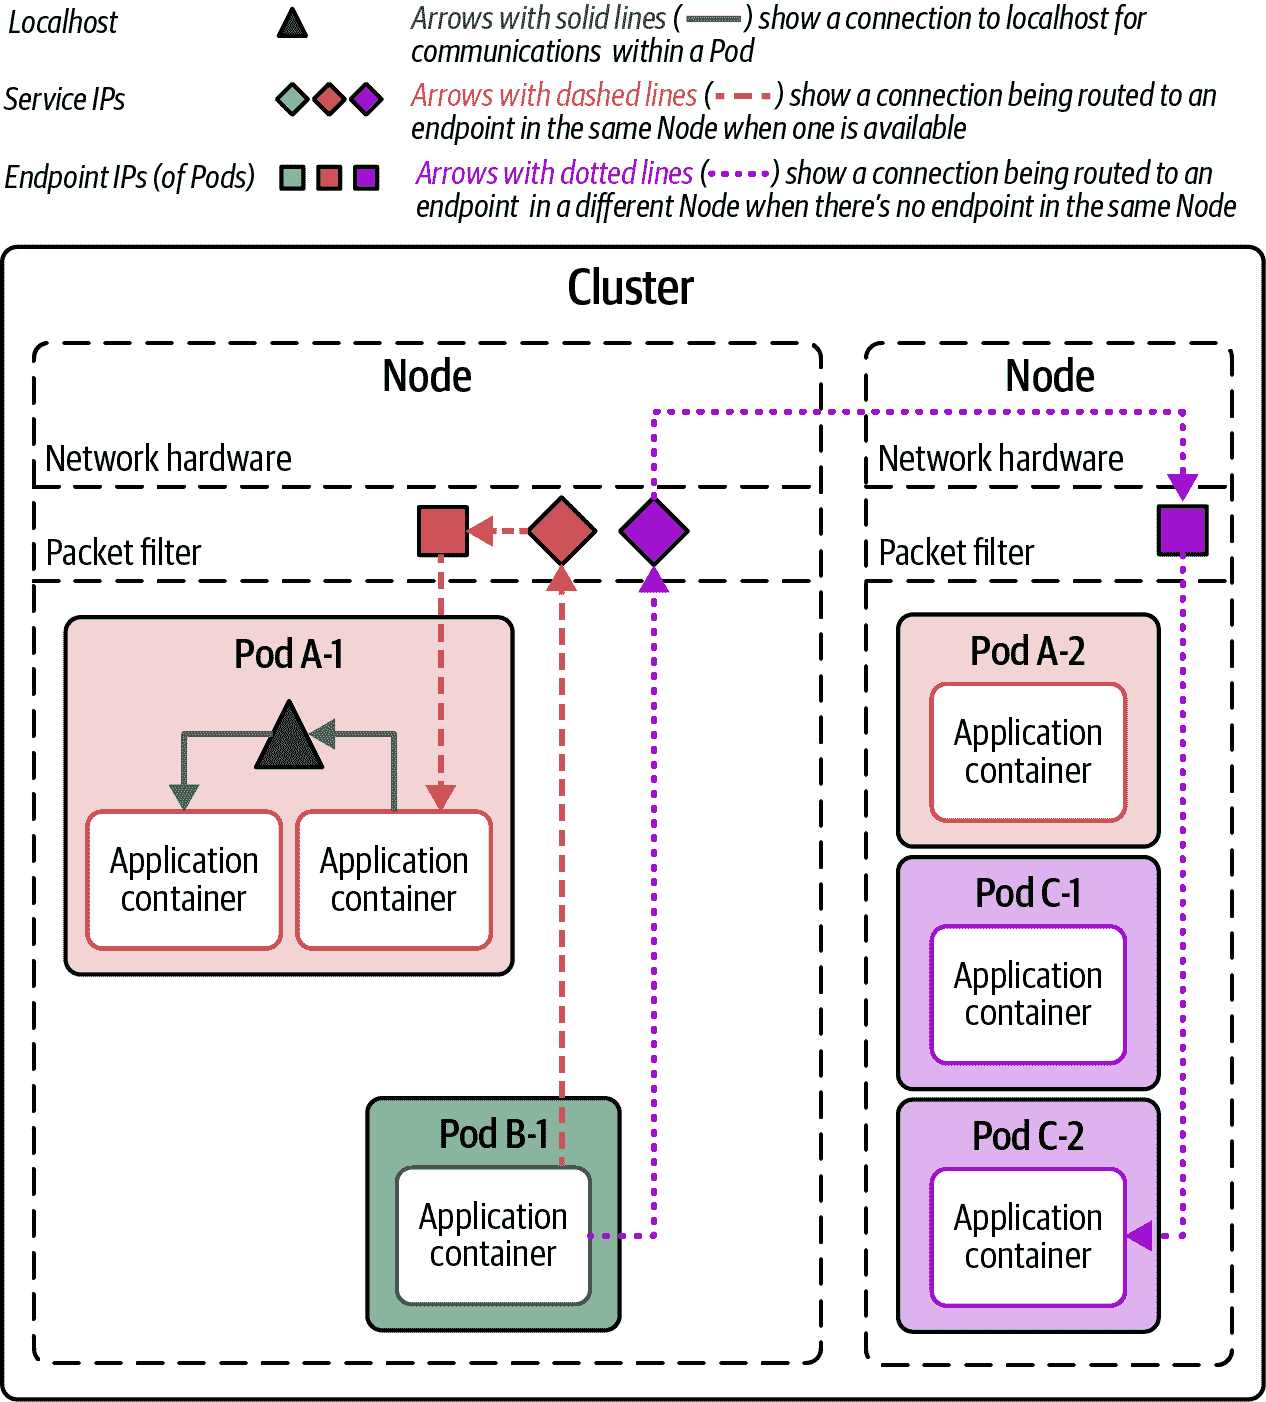 Localhost
Arrows with solid lines ( ) show a connection to localhost for
communications within a Pod
Service IPs
Arrows with dashed lines ( ) show a connection being routed to an
endpoint in the same Node when one is available
Endpoint IPs (of Pods)
Arrows with dotted lines ( ) show a connection being routed to an
endpoint in a different Node when there's no endpoint in the same Node
Cluster
Node
Network hardware
Packet filter
Pod A-1
Application
container
Application
container
Pod B-1
Application
container
Node
Network hardware
Packet filter
Pod A-2
Application
container
Pod C-1
Application
container
Pod C-2
Application
container